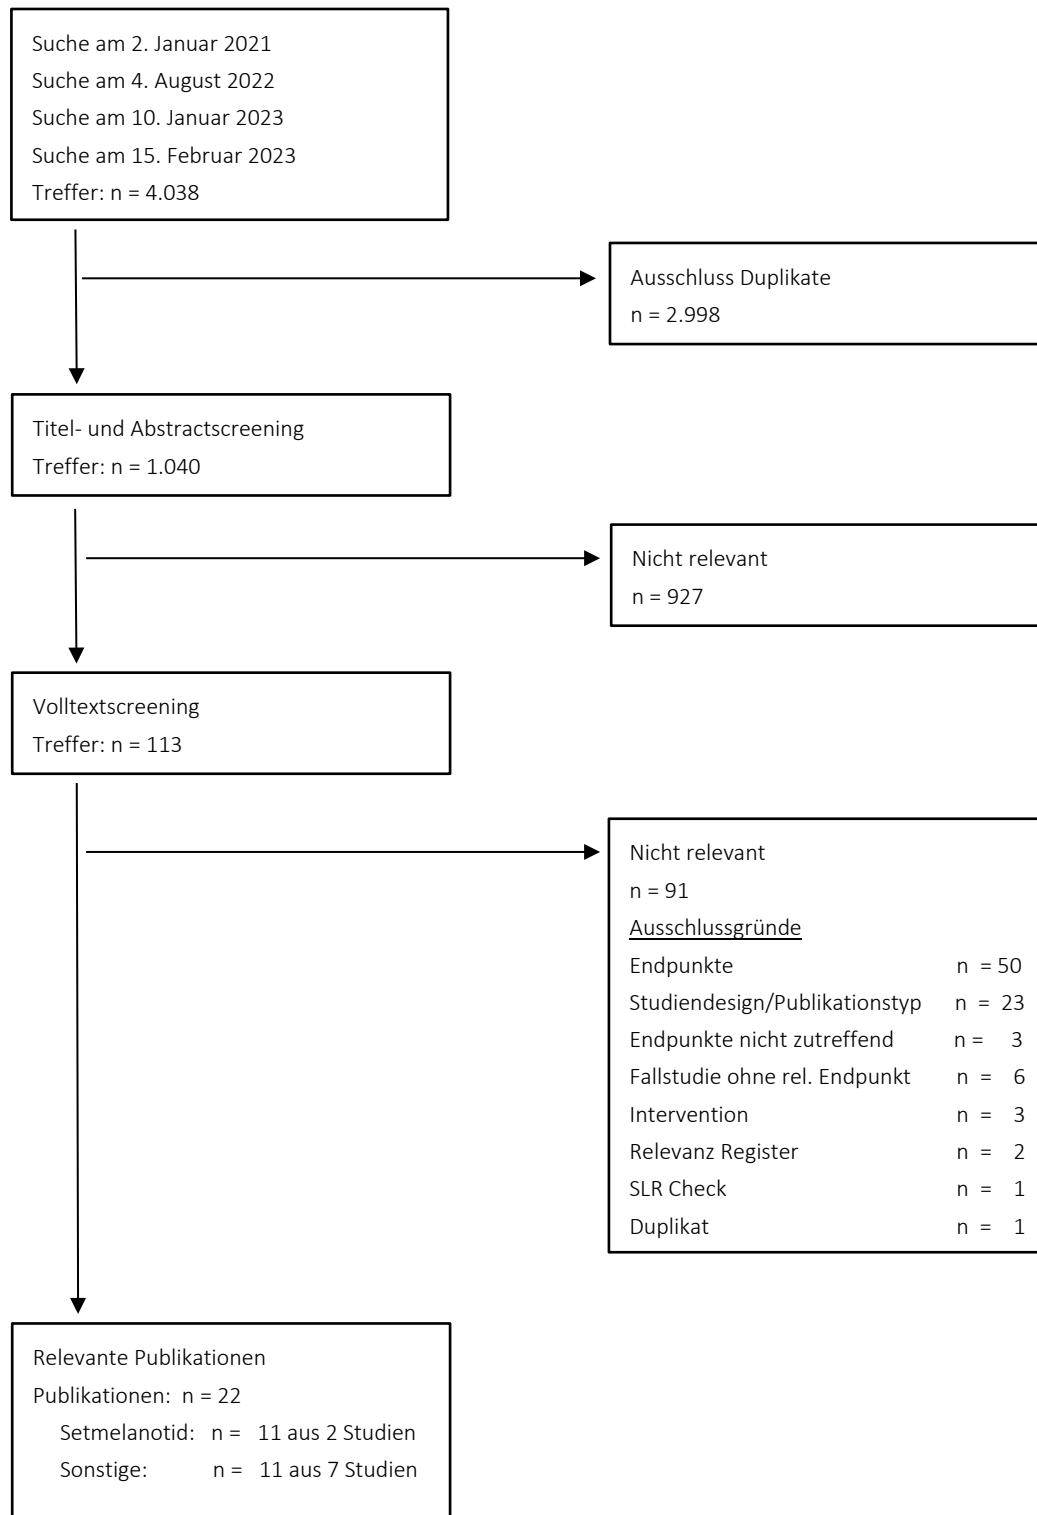 Suche am 2. Januar 2021
Suche am 4. August 2022
Suche am 10. Januar 2023
Suche am 15. Februar 2023
Treffer: n = 4.038
Ausschluss Duplikate
n = 2.998
Titel- und Abstractscreening
Treffer: n = 1.040
Nicht relevant
n = 927
Volltextscreening
Treffer: n = 113
Nicht relevant
n = 91
Ausschlussgründe
Endpunkte n = 50
Studiendesign/Publikationstyp n = 23
Endpunkte nicht zutreffend n = 3
Fallstudie ohne rel. Endpunkt n = 6
Intervention n = 3
Relevanz Register n = 2
SLR Check n = 1
Duplikat n = 1
Relevante Publikationen
Publikationen: n = 22
Setmelanotid: n = 11 aus 2 Studien
Sonstige: n = 11 aus 7 Studien